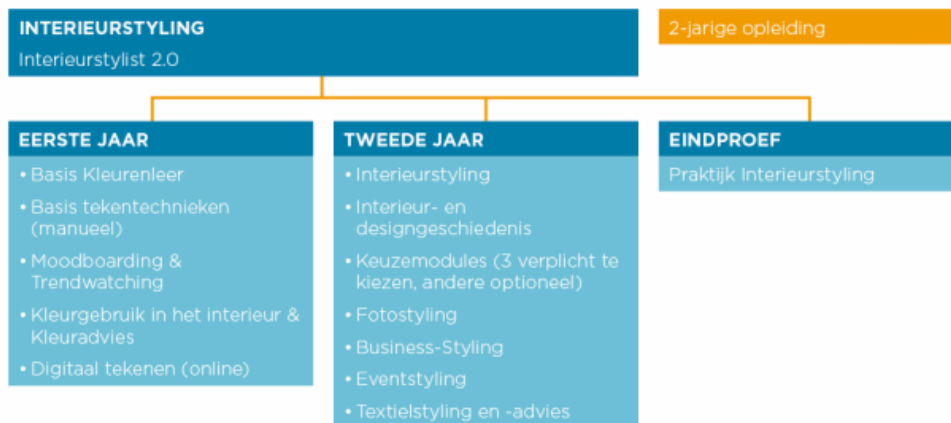 INTERIEURSTYLING
Interieurstylist 2.0
2-jarige opleiding
EERSTE JAAR
• Basis Kleurenleer
• Basis tekentechnieken
(manueel)
• Moodboarding &
Trendwatching
• Kleurgebruik in het interieur &
Kleuradvies
• Digitaal tekenen (online)
TWEEDE JAAR
• Interieurstyling
• Interieur- en
designgeschiedenis
• Keuzemodules (3 verplicht te
kiezen, andere optioneel)
• Fotostyling
• Business-Styling
• Eventstyling
• Textielstyling en -advies
EINDPROEF
Praktijk Interieurstyling